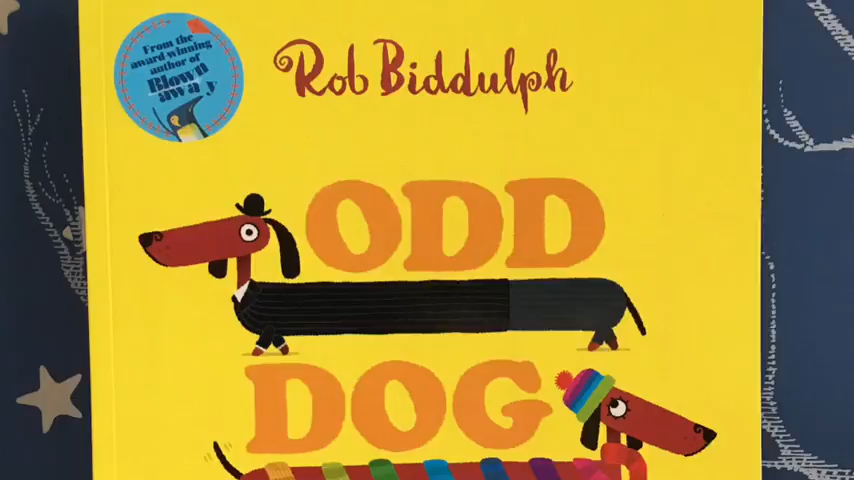 From the
award-winning
author of
Blown
away
Rob Biddulph
ODD
DOG